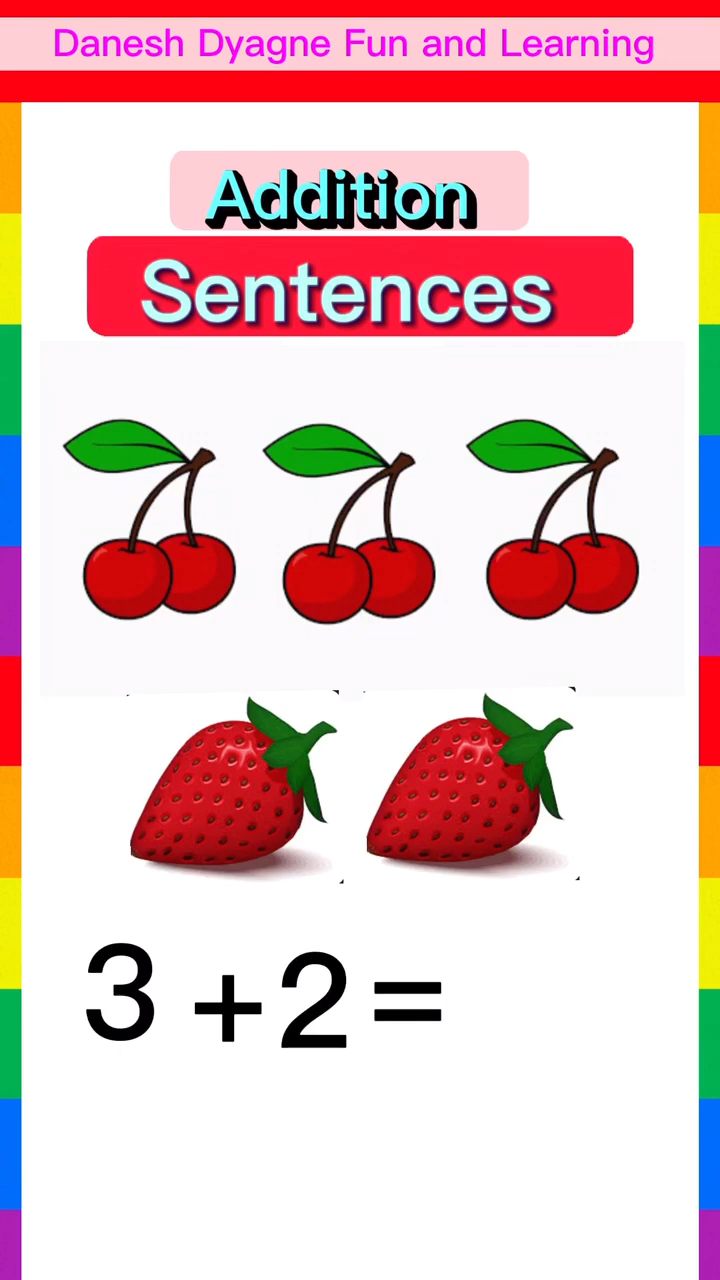 Danesh Dyagne Fun and Learning
Addition
Sentences
3 + 2 =